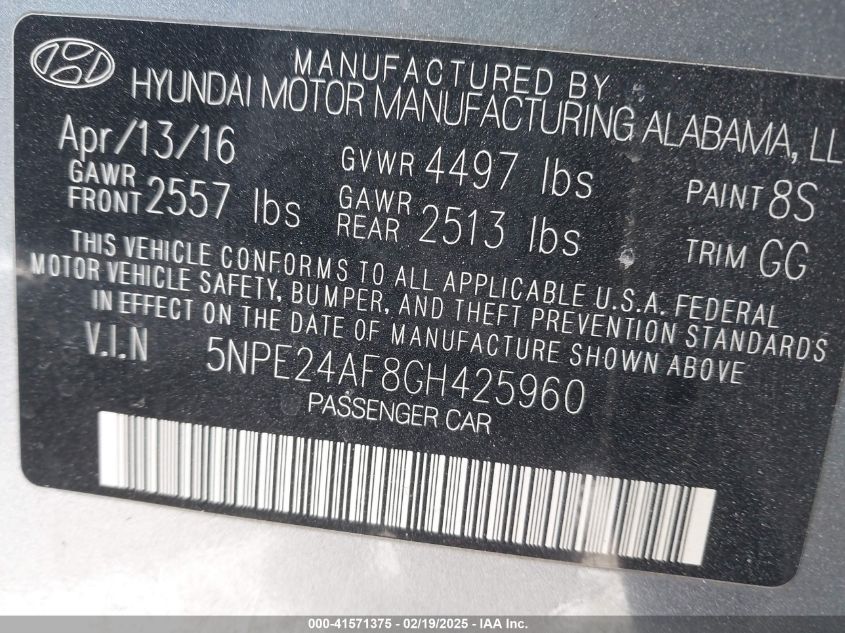 MANUFACTURED BY
HYUNDAI MOTOR MANUFACTURING ALABAMA, LL
Apr/13/16 GVWR 4497 lbs PAINT 8S
GAWR FRONT 2557 lbs GAWR REAR 2513 lbs TRIM GG
THIS VEHICLE CONFORMS TO ALL APPLICABLE U.S.A. FEDERAL
MOTOR VEHICLE SAFETY, BUMPER, AND THEFT PREVENTION STANDARDS
IN EFFECT ON THE DATE OF MANUFACTURE SHOWN ABOVE
V.I.N 5NPE24AF8GH425960
PASSENGER CAR
000-41571375 - 02/19/2025 - IAA Inc.